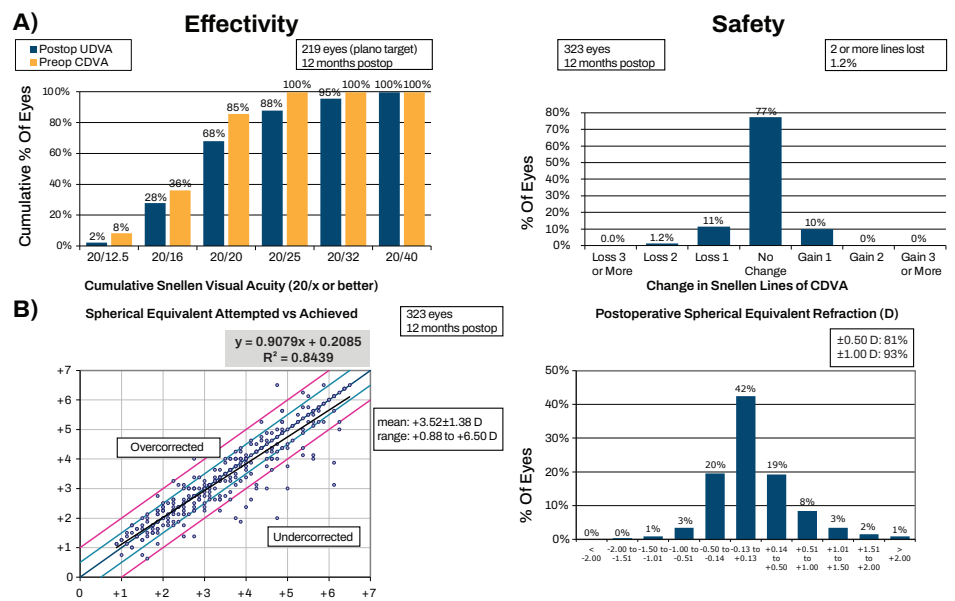 A)
Effectivity
Postop UDVA
Preop CDVA
219 eyes (plano target)
12 months postop
Cumulative % Of Eyes
100%
80%
60%
40%
20%
0%
2%
8%
28%
36%
68%
85%
88%
100%
95%
100%
100%
100%
20/12.5
20/16
20/20
20/25
20/32
20/40
Cumulative Snellen Visual Acuity (20/x or better)
Safety
323 eyes
12 months postop
2 or more lines lost
1.2%
% Of Eyes
80%
70%
60%
50%
40%
30%
20%
10%
0%
0.0%
1.2%
11%
77%
10%
0%
0%
Loss 3
or More
Loss 2
Loss 1
No
Change
Gain 1
Gain 2
Gain 3
or More
Change in Snellen Lines of CDVA
B)
Spherical Equivalent Attempted vs Achieved
323 eyes
12 months postop
y = 0.9079x + 0.2085
R² = 0.8439
+7
+6
+5
+4
+3
+2
+1
0
Overcorrected
Undercorrected
mean: +3.52±1.38 D
range: +0.88 to +6.50 D
0
+1
+2
+3
+4
+5
+6
+7
Postoperative Spherical Equivalent Refraction (D)
±0.50 D: 81%
±1.00 D: 93%
% Of Eyes
50%
40%
30%
20%
10%
0%
0%
0%
1%
3%
20%
42%
19%
8%
3%
2%
1%
<
-2.00
-2.00 to
-1.51
-1.50 to
-1.01
-1.00 to
-0.51
-0.50 to
-0.14
-0.13 to
+0.13
+0.14
to
+0.50
+0.51
to
+1.00
+1.01
to
+1.50
+1.51
to
+2.00
>
+2.00